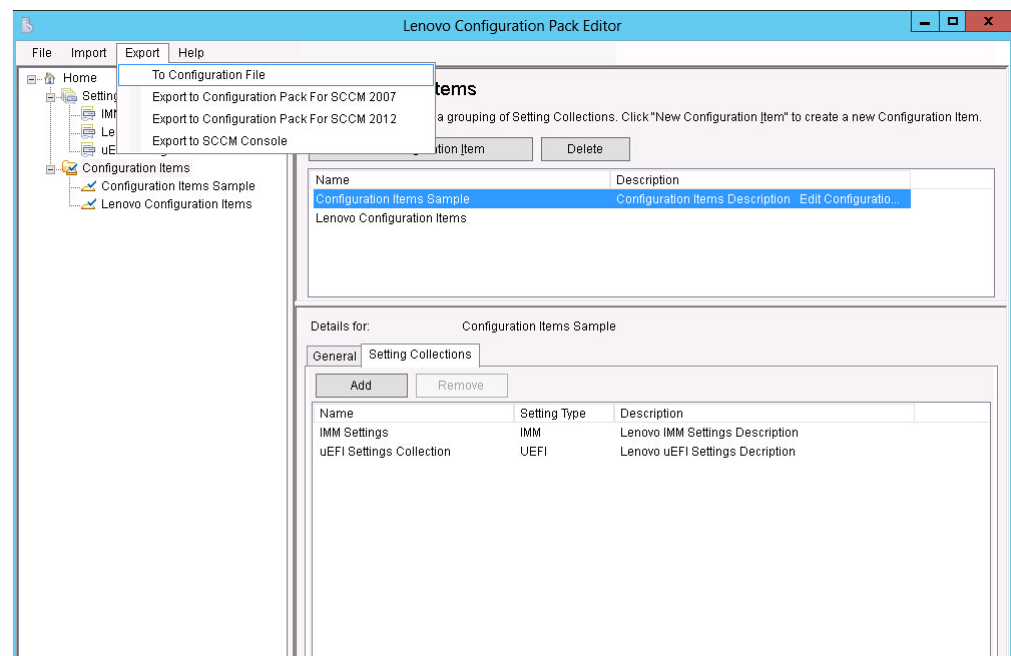 Lenovo Configuration Pack Editor
File Import Export Help
To Configuration File
Export to Configuration Pack For SCCM 2007
Export to Configuration Pack For SCCM 2012
Export to SCCM Console
Home
Configuration Items
Configuration Items Sample
Lenovo Configuration Items
a grouping of Setting Collections. Click "New Configuration Item" to create a new Configuration Item.
Item Delete
Name Description
Configuration Items Sample Configuration Items Description Edit Configuratio...
Lenovo Configuration Items
Details for: Configuration Items Sample
General Setting Collections
Add Remove
Name Setting Type Description
IMM Settings IMM Lenovo IMM Settings Description
uEFI Settings Collection UEFI Lenovo uEFI Settings Decription